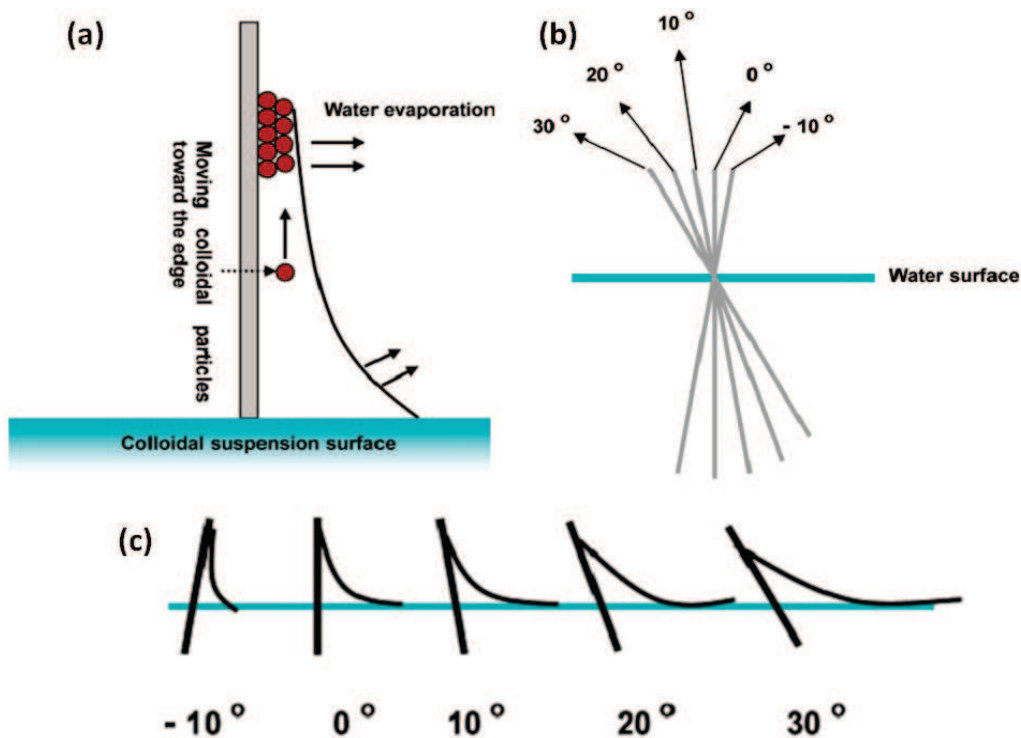 (a)
Water evaporation
Moving colloidal particles
toward the edge
Colloidal suspension surface
(b)
10 °
20 °
0 °
30 °
- 10 °
Water surface
(c)
- 10 °
0 °
10 °
20 °
30 °